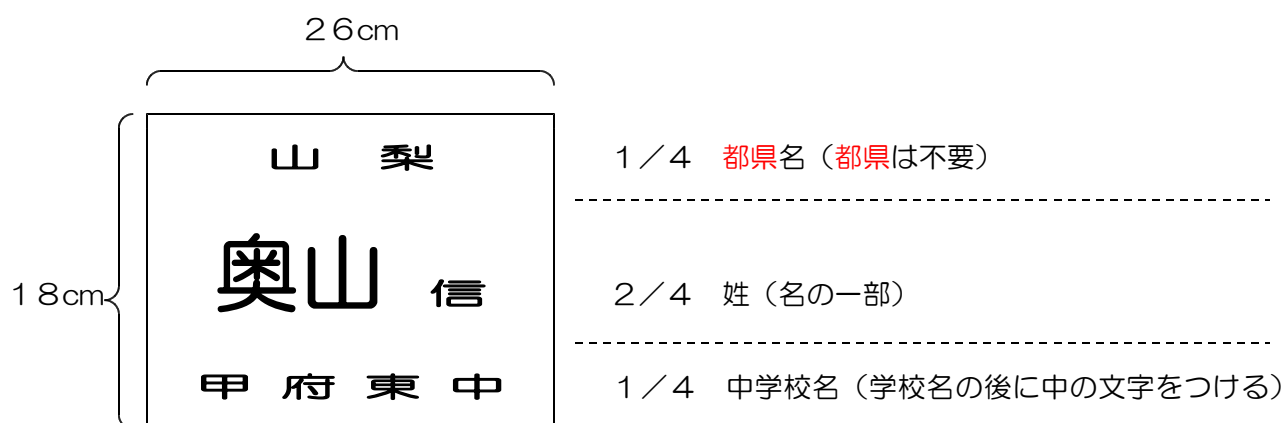 26cm
山 梨
1/4 都県名(都県は不要)
奥山 信
18cm
2/4 姓(名の一部)
甲 府 東 中
1/4 中学校名(学校名の後に中の文字をつける)